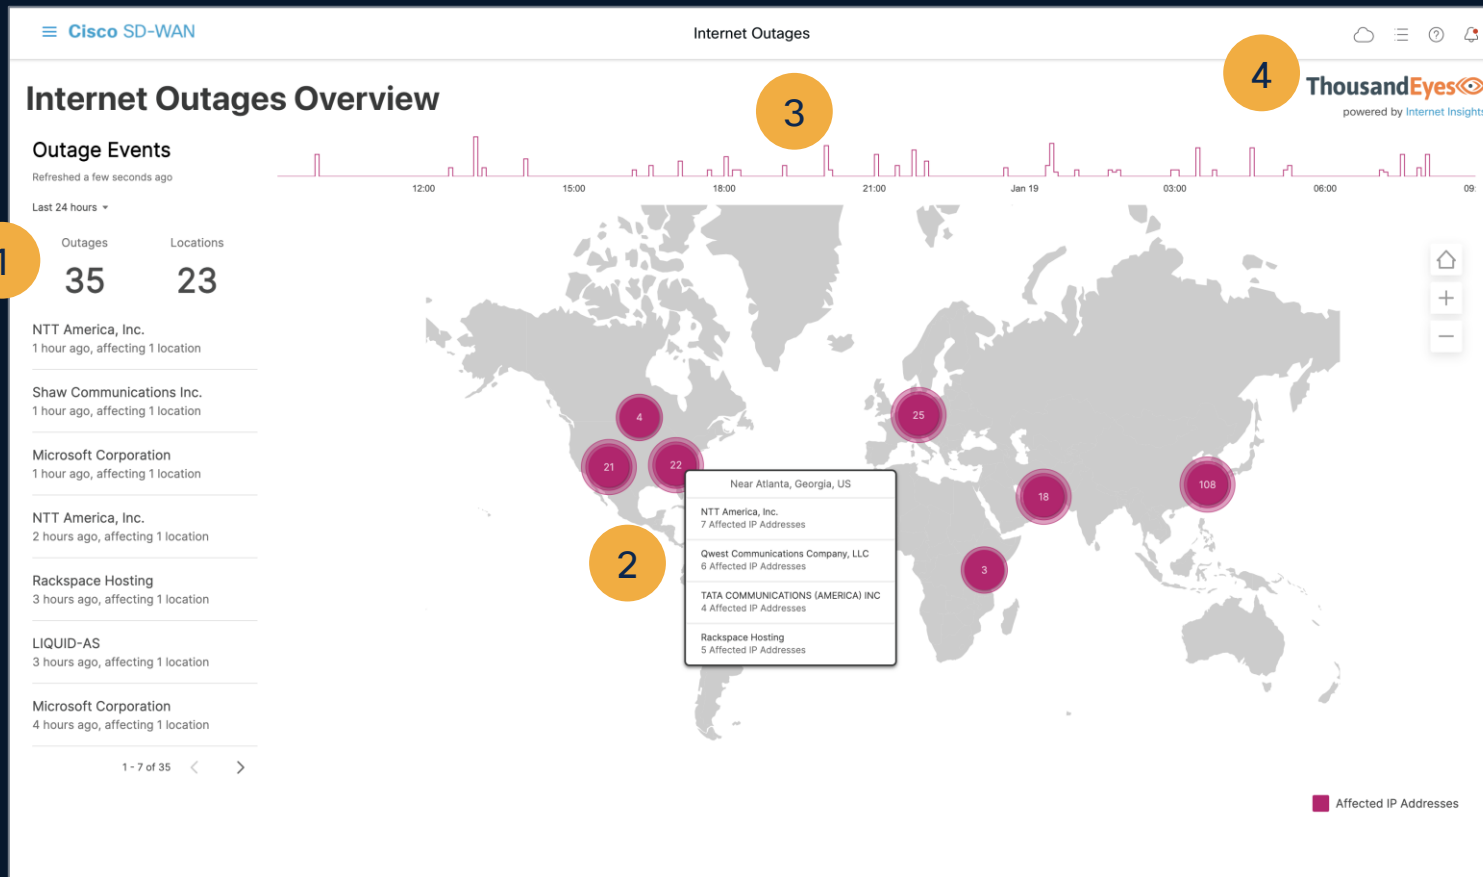 Cisco SD-WAN
Internet Outages
Internet Outages Overview
4
ThousandEyes
powered by Internet Insights
3
Outage Events
Refreshed a few seconds ago
Last 24 hours
12:00 15:00 18:00 21:00 Jan 19 03:00 06:00 09:
1
Outages Locations
35 23
NTT America, Inc.
1 hour ago, affecting 1 location
Shaw Communications Inc.
1 hour ago, affecting 1 location
Microsoft Corporation
1 hour ago, affecting 1 location
NTT America, Inc.
2 hours ago, affecting 1 location
Rackspace Hosting
3 hours ago, affecting 1 location
LIQUID-AS
3 hours ago, affecting 1 location
Microsoft Corporation
4 hours ago, affecting 1 location
1 - 7 of 35
4
21
22
25
18
108
3
2
Near Atlanta, Georgia, US
NTT America, Inc.
7 Affected IP Addresses
Qwest Communications Company, LLC
6 Affected IP Addresses
TATA COMMUNICATIONS (AMERICA) INC
4 Affected IP Addresses
Rackspace Hosting
5 Affected IP Addresses
Affected IP Addresses